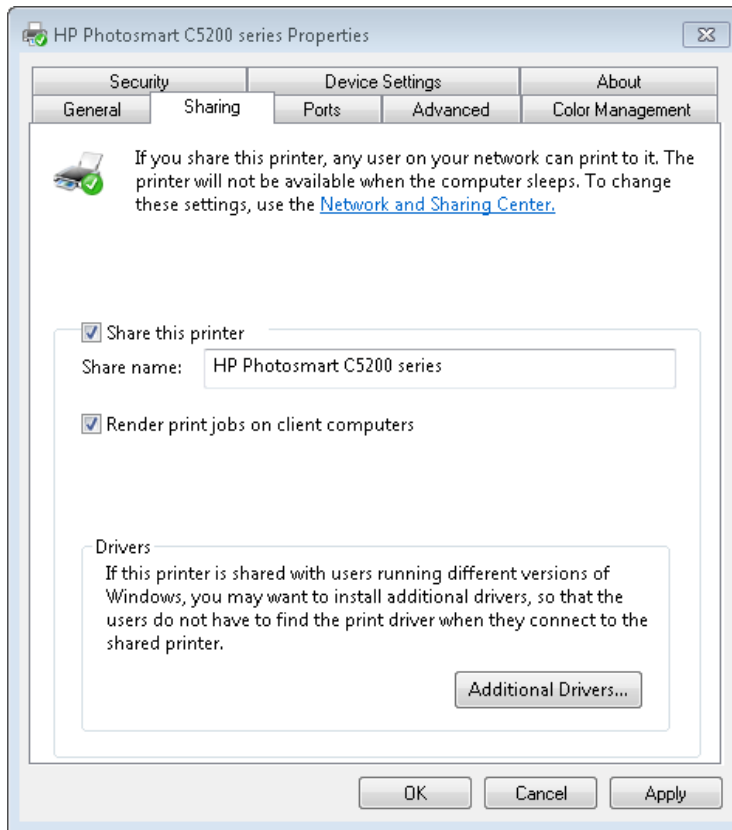 HP Photosmart C5200 series Properties
Security Device Settings About
General Sharing Ports Advanced Color Management
If you share this printer, any user on your network can print to it. The
printer will not be available when the computer sleeps. To change
these settings, use the Network and Sharing Center.
Share this printer
Share name: HP Photosmart C5200 series
Render print jobs on client computers
Drivers
If this printer is shared with users running different versions of
Windows, you may want to install additional drivers, so that the
users do not have to find the print driver when they connect to the
shared printer.
Additional Drivers...
OK Cancel Apply